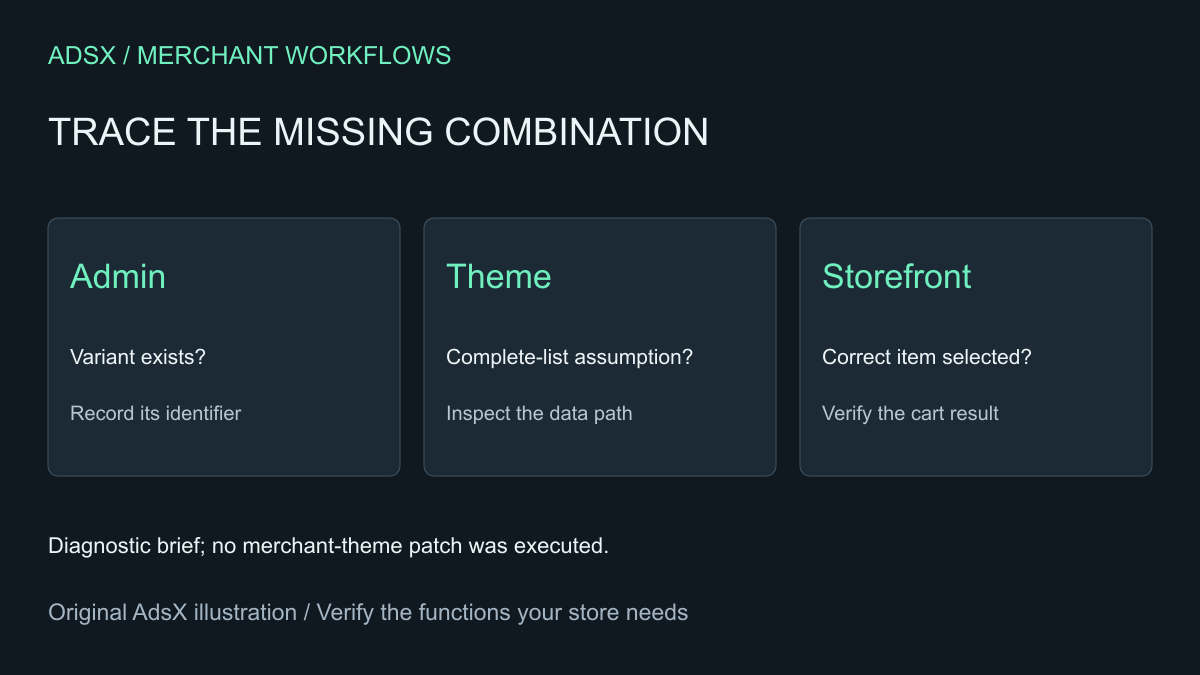 ADSX / MERCHANT WORKFLOWS
TRACE THE MISSING COMBINATION
Admin
Variant exists?
Record its identifier
Theme
Complete-list assumption?
Inspect the data path
Storefront
Correct item selected?
Verify the cart result
Diagnostic brief; no merchant-theme patch was executed.
Original AdsX illustration / Verify the functions your store needs